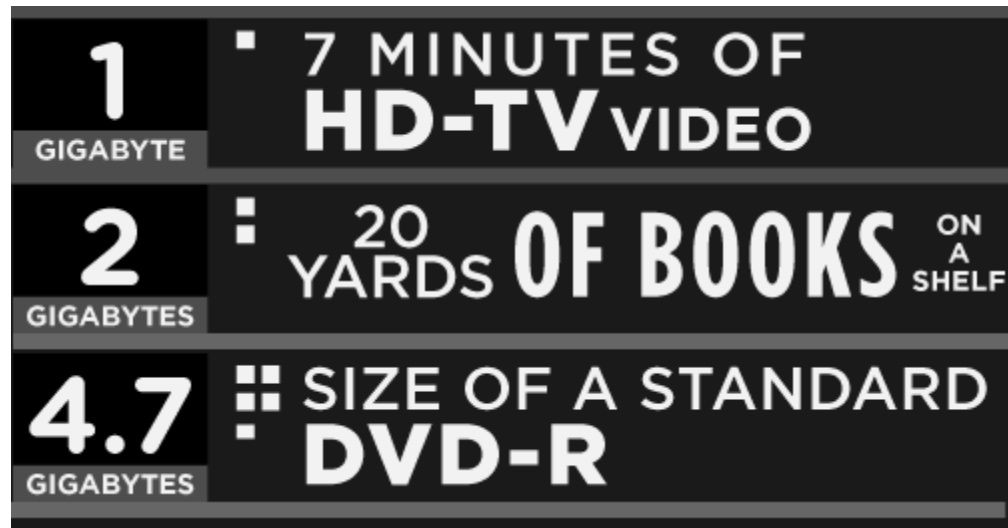 1
GIGABYTE
7 MINUTES OF
HD-TV VIDEO
2
GIGABYTES
20
YARDS OF BOOKS
ON
A
SHELF
4.7
GIGABYTES
SIZE OF A STANDARD
DVD-R